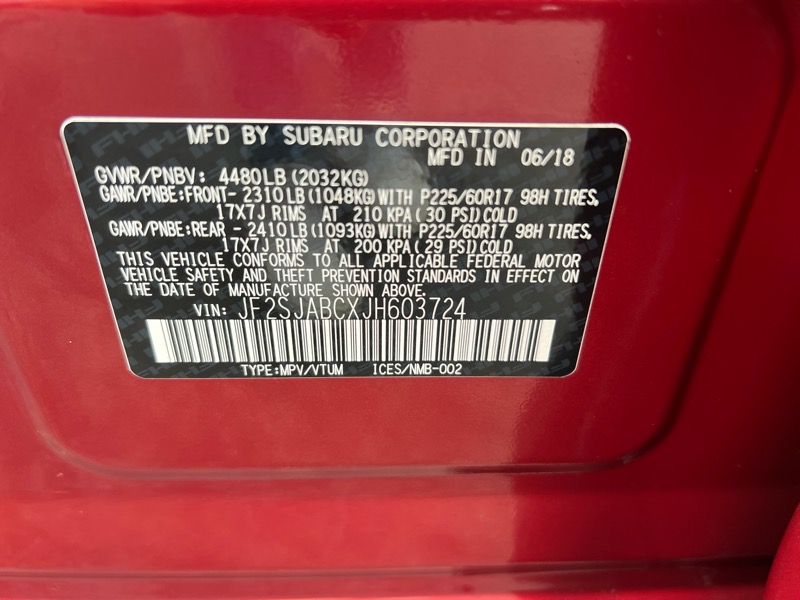 MFD BY SUBARU CORPORATION
MFD IN 06/18
GVWR/PNBV: 4480LB(2032KG)
GAWR/PNBE:FRONT-2310LB(1048KG)WITH P225/60R17 98H TIRES,
17X7J RIMS AT 210 KPA(30 PSI)COLD
GAWR/PNBE:REAR -2410LB(1093KG)WITH P225/60R17 98H TIRES,
17X7J RIMS AT 200 KPA(29 PSI)COLD
THIS VEHICLE CONFORMS TO ALL APPLICABLE FEDERAL MOTOR
VEHICLE SAFETY AND THEFT PREVENTION STANDARDS IN EFFECT ON
THE DATE OF MANUFACTURE SHOWN ABOVE.
VIN: JF2SJABCXJH603724
TYPE:MPV/VTUM ICES/NMB-002